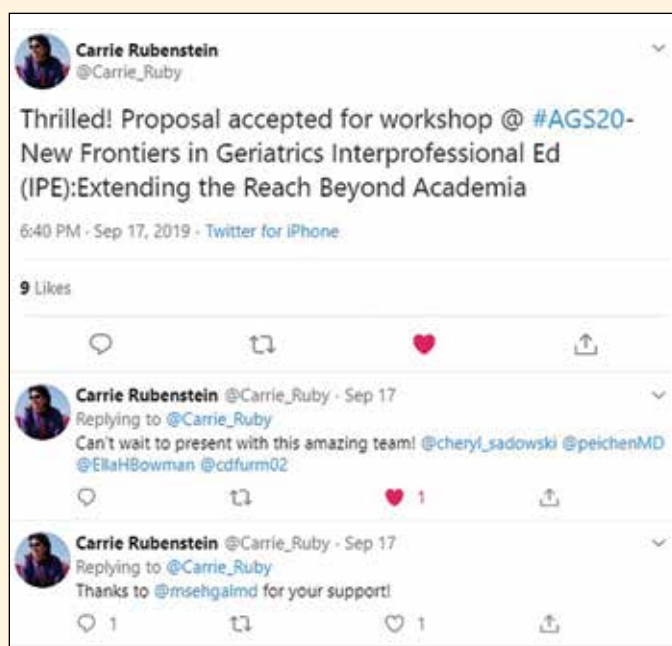 Carrie Rubenstein
@Carrie_Ruby
Thrilled! Proposal accepted for workshop @ #AGS20-
New Frontiers in Geriatrics Interprofessional Ed
(IPE):Extending the Reach Beyond Academia
6:40 PM · Sep 17, 2019 · Twitter for iPhone
9 Likes
Carrie Rubenstein @Carrie_Ruby · Sep 17
Replying to @Carrie_Ruby
Can't wait to present with this amazing team! @cheryl_sadowski @peichenMD
@EllaHBowman @cdfurm02
1
Carrie Rubenstein @Carrie_Ruby · Sep 17
Replying to @Carrie_Ruby
Thanks to @msehgalmd for your support!
1 1